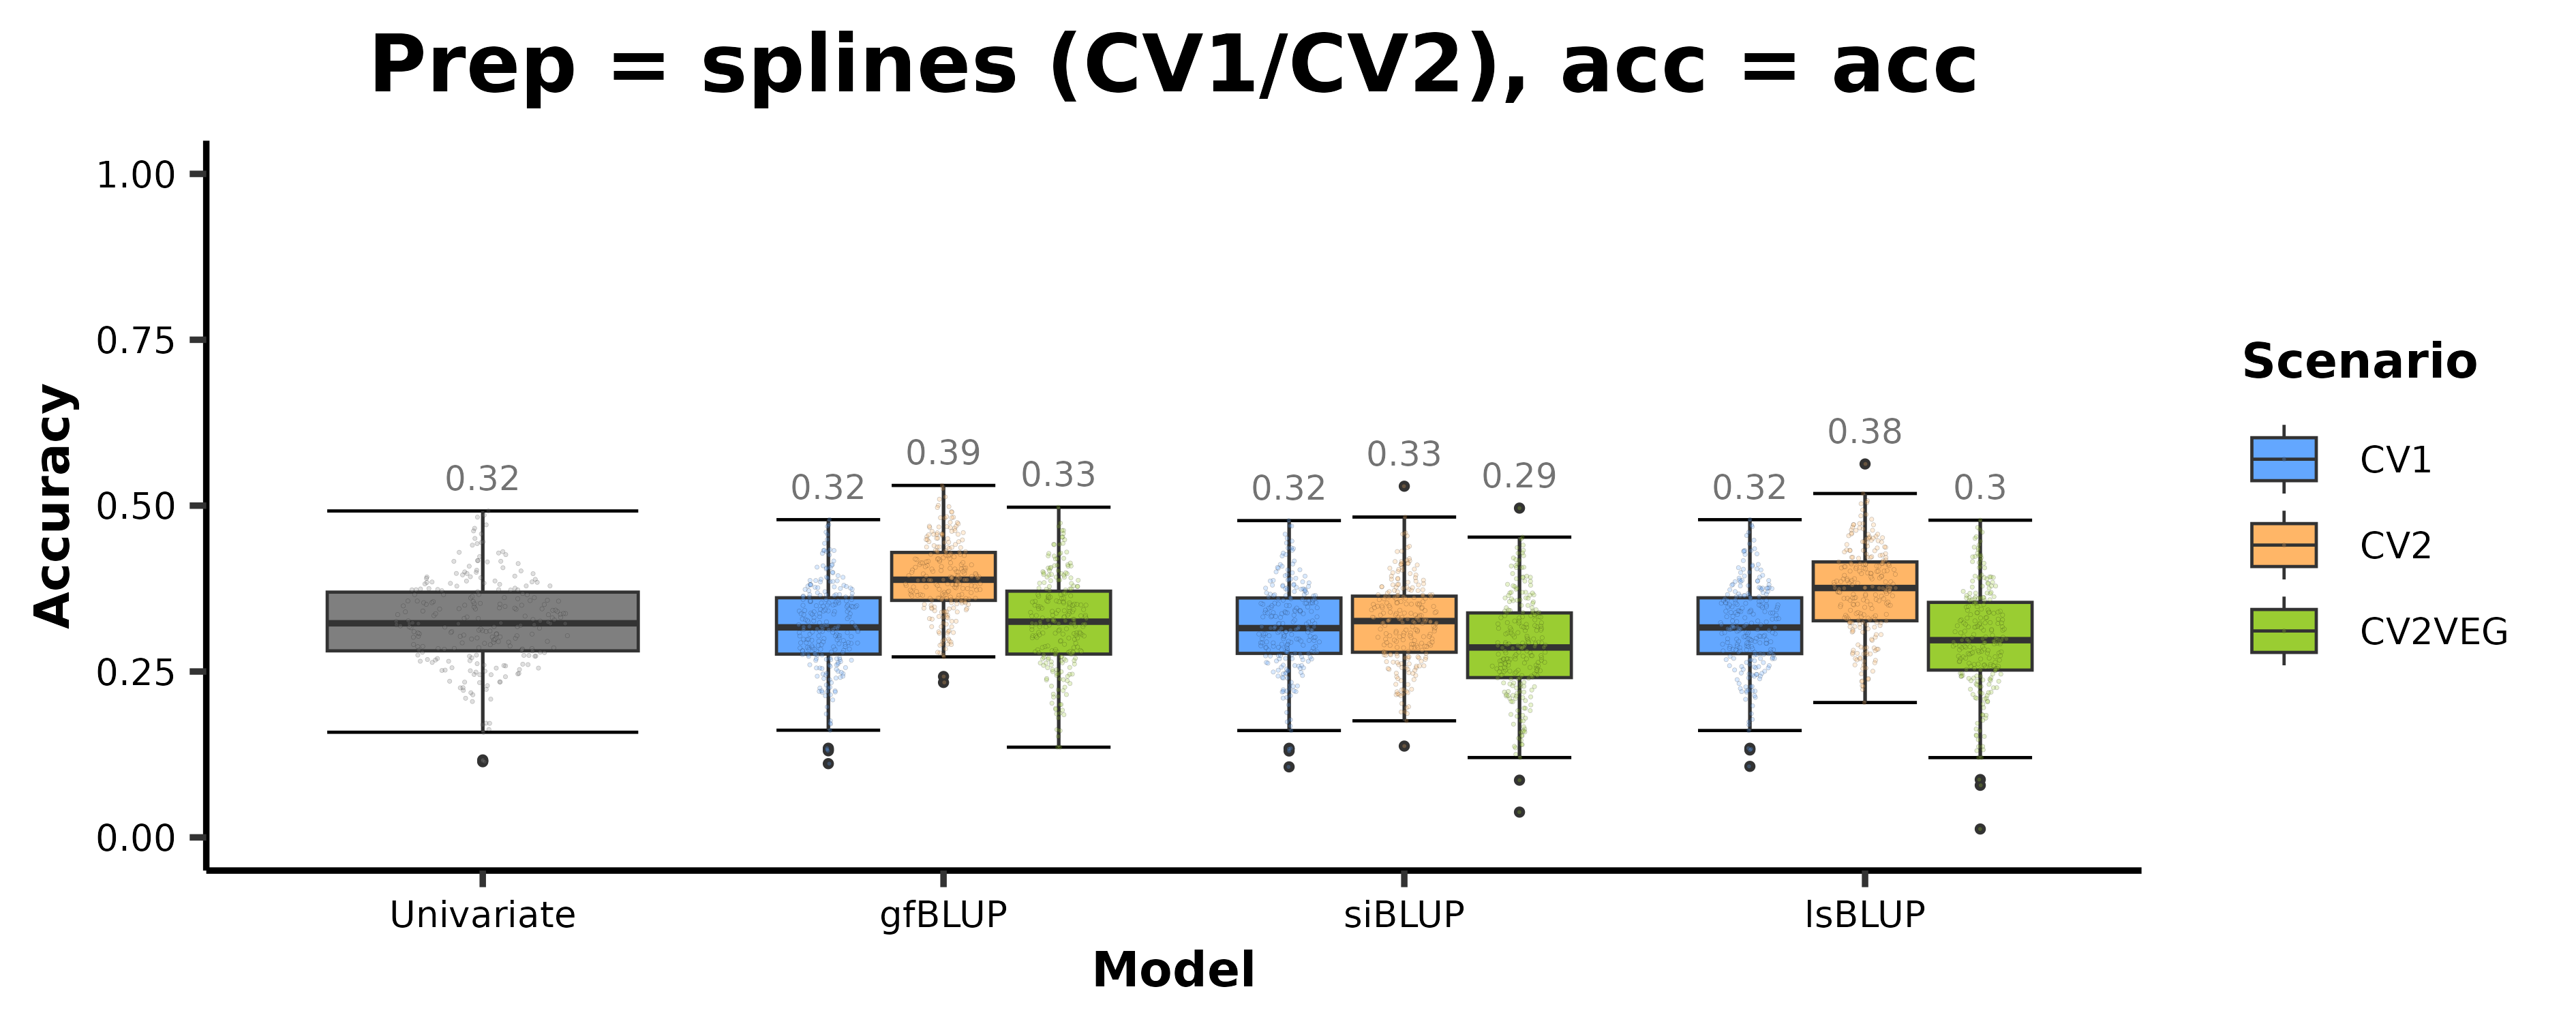 Prep = splines (CV1/CV2), acc = acc
Accuracy
1.00
0.75
0.50
0.25
0.00
0.32
0.32
0.39
0.33
0.32
0.33
0.29
0.32
0.38
0.3
Univariate
gfBLUP
siBLUP
lsBLUP
Model
Scenario
CV1
CV2
CV2VEG